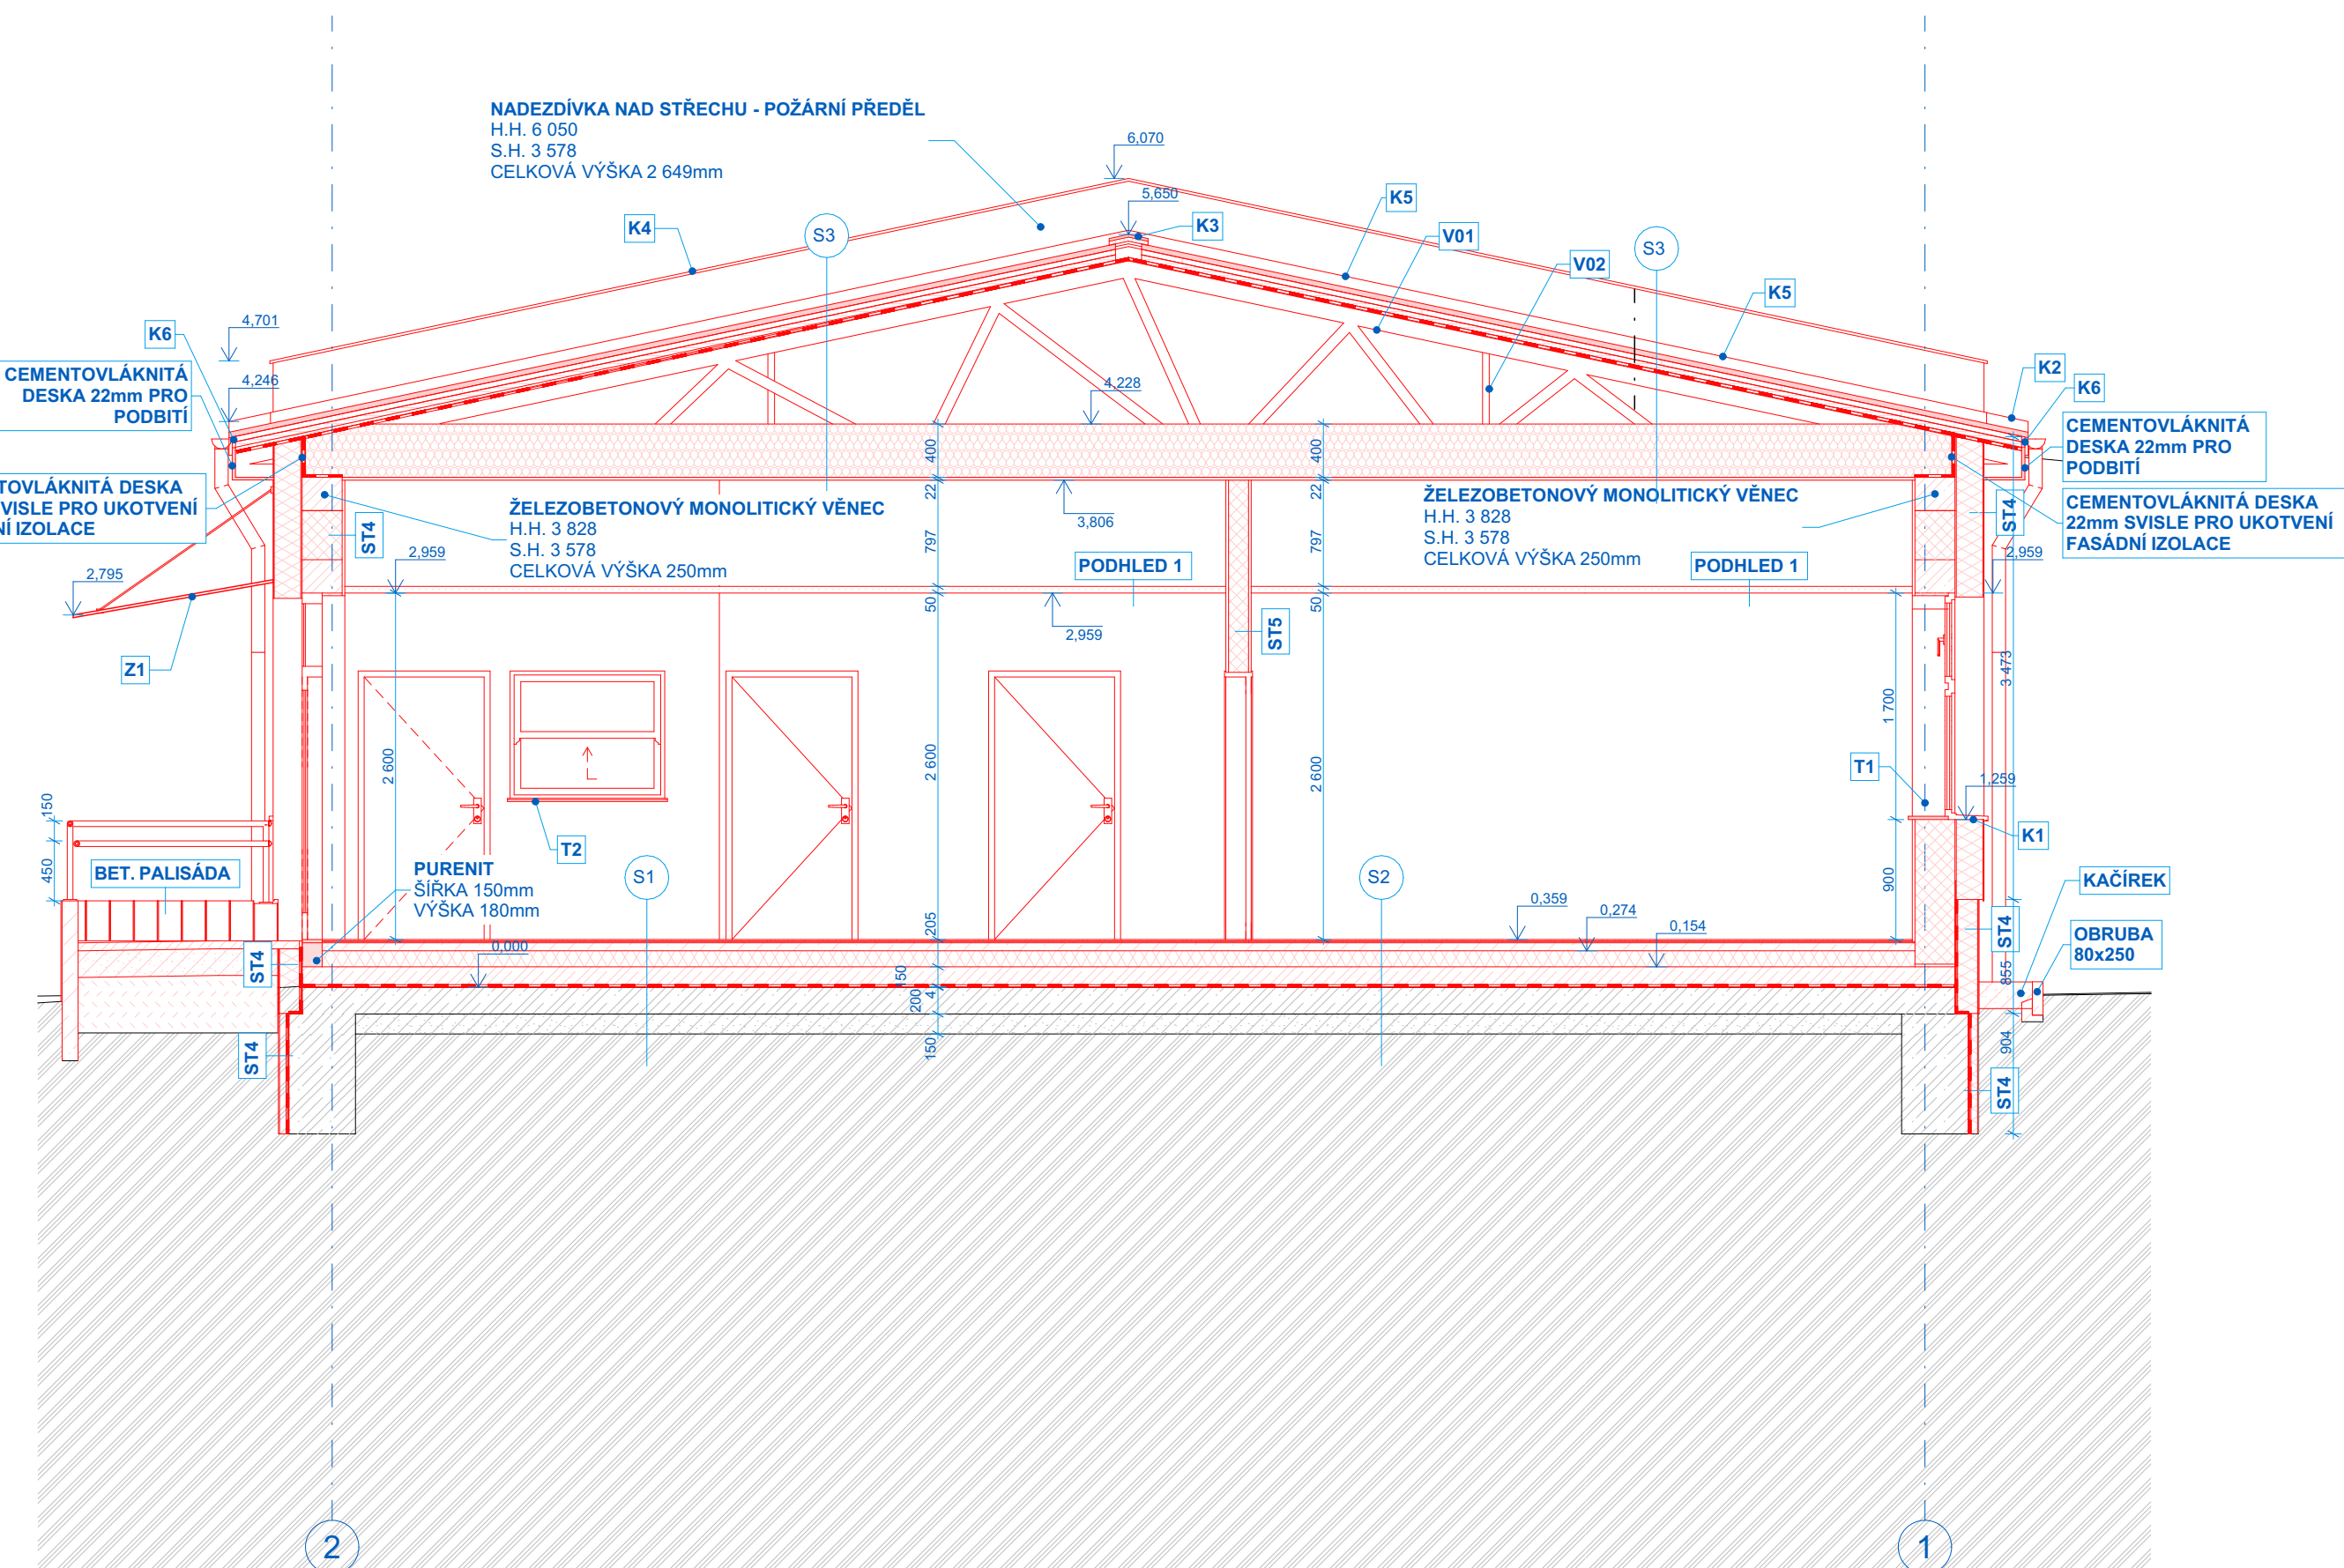 NADEZDÍVKA NAD STŘECHU - POŽÁRNÍ PŘEDĚL
H.H. 6 050
S.H. 3 578
CELKOVÁ VÝŠKA 2 649mm
6,070
5,650
K5
K3
K4
S3
V01
S3
V02
K5
4,701
K6
CEMENTOVLÁKNITÁ
DESKA 22mm PRO
PODBITÍ
4,246
4,228
K2
K6
CEMENTOVLÁKNITÁ
DESKA 22mm PRO
PODBITÍ
400
400
22
22
TOVLÁKNITÁ DESKA
VISLE PRO UKOTVENÍ
NÍ IZOLACE
ŽELEZOBETONOVÝ MONOLITICKÝ VĚNEC
H.H. 3 828
S.H. 3 578
CELKOVÁ VÝŠKA 250mm
3,806
ŽELEZOBETONOVÝ MONOLITICKÝ VĚNEC
H.H. 3 828
S.H. 3 578
CELKOVÁ VÝŠKA 250mm
CEMENTOVLÁKNITÁ DESKA
22mm SVISLE PRO UKOTVENÍ
FASÁDNÍ IZOLACE
ST4
ST4
797
797
2,959
2,959
2,795
PODHLED 1
PODHLED 1
50
50
2,959
ST5
Z1
3 473
1 700
2 600
2 600
2 600
T1
1,259
150
450
T2
K1
BET. PALISÁDA
PURENIT
ŠÍŘKA 150mm
VÝŠKA 180mm
S1
S2
900
KAČÍREK
0,359
0,274
0,154
205
0,000
ST4
ST4
OBRUBA
80x250
855
150
4
200
150
904
ST4
ST4
2
1